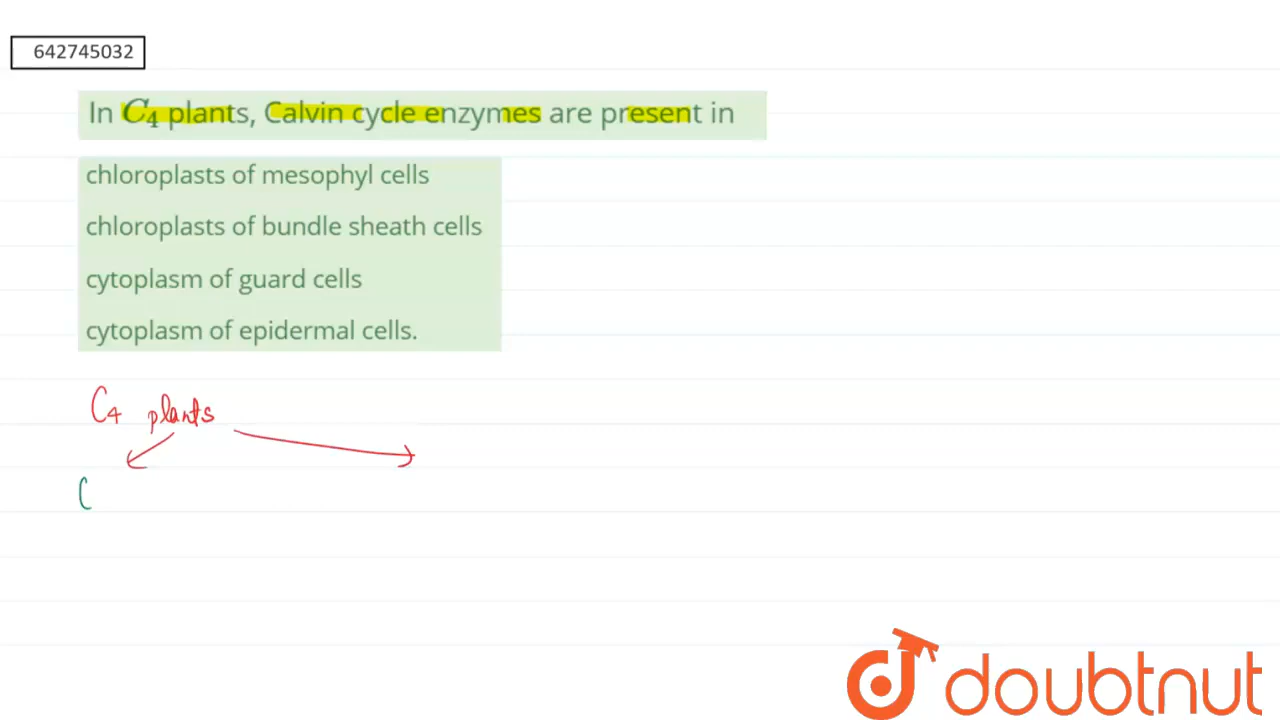 642745032
In C₄ plants, Calvin cycle enzymes are present in
chloroplasts of mesophyl cells
chloroplasts of bundle sheath cells
cytoplasm of guard cells
cytoplasm of epidermal cells.
C₄ plants
C
doubtnut